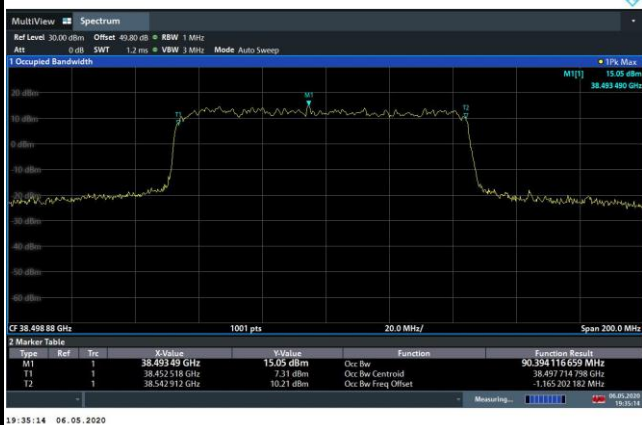 MultiView Spectrum
Ref Level 30.00 dBm Offset 49.80 dB RBW 1 MHz
Att 0 dB SWT 1.2 ms VBW 3 MHz Mode Auto Sweep
1 Occupied Bandwidth 1Pk Max
M1[1] 15.05 dBm
38.493 490 GHz
M1
20 dBm
T1
T2
10 dBm
0 dBm
-10 dBm
-20 dBm
-30 dBm
-40 dBm
-50 dBm
-60 dBm
CF 38.498 88 GHz 1001 pts 20.0 MHz/ Span 200.0 MHz
2 Marker Table
Type Ref Trc X-Value Y-Value Function Function Result
M1 1 38.493 49 GHz 15.05 dBm Occ Bw 90.394 116 659 MHz
T1 1 38.452 518 GHz 7.31 dBm Occ Bw Centroid 38.497 714 798 GHz
T2 1 38.542 912 GHz 10.21 dBm Occ Bw Freq Offset -1.165 202 182 MHz
Measuring... 06.05.2020
19:35:14
19:35:14 06.05.2020